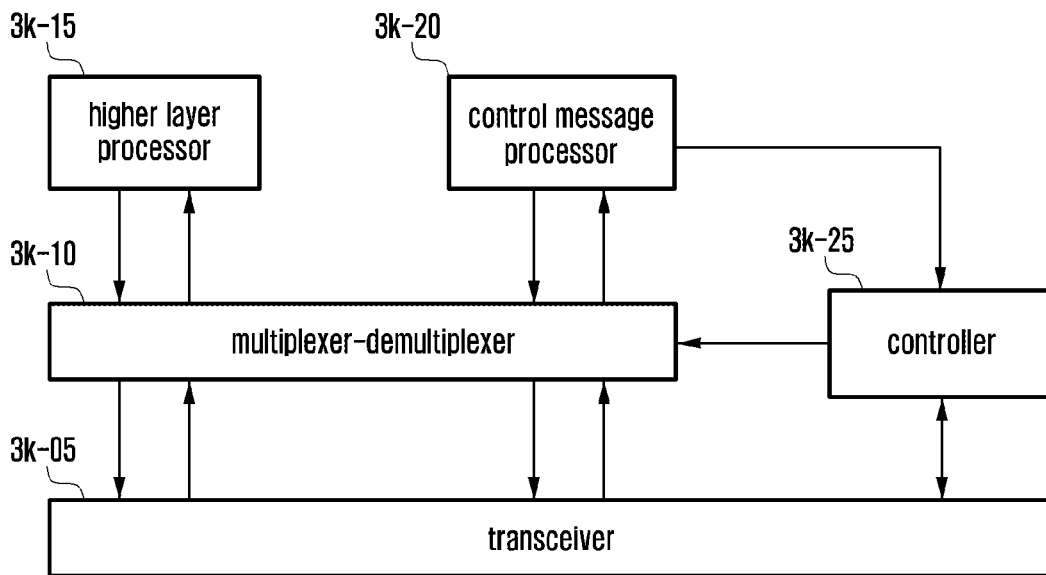 3k-15
3k-20
higher layer
processor
control message
processor
3k-10
3k-25
multiplexer-demultiplexer
controller
3k-05
transceiver